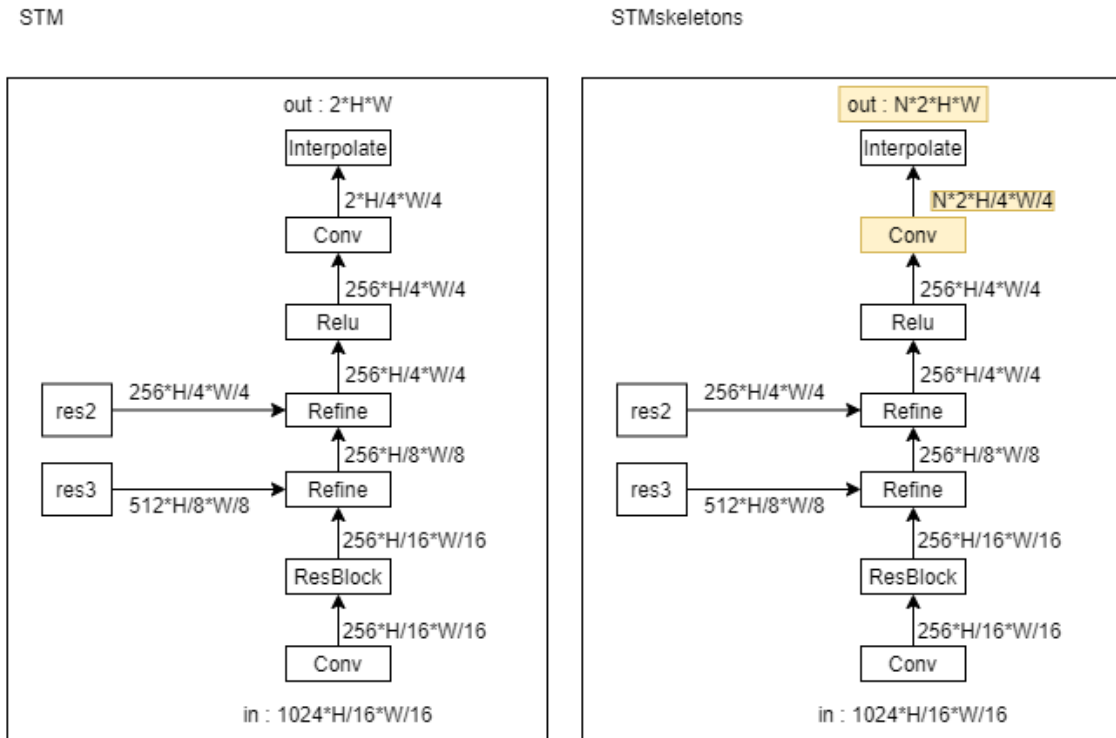 STM
out : 2*H*W
Interpolate
2*H/4*W/4
Conv
256*H/4*W/4
Relu
256*H/4*W/4
res2
256*H/4*W/4
Refine
256*H/8*W/8
res3
512*H/8*W/8
Refine
256*H/16*W/16
ResBlock
256*H/16*W/16
Conv
in : 1024*H/16*W/16
STMskeletons
out : N*2*H*W
Interpolate
N*2*H/4*W/4
Conv
256*H/4*W/4
Relu
256*H/4*W/4
res2
256*H/4*W/4
Refine
256*H/8*W/8
res3
512*H/8*W/8
Refine
256*H/16*W/16
ResBlock
256*H/16*W/16
Conv
in : 1024*H/16*W/16